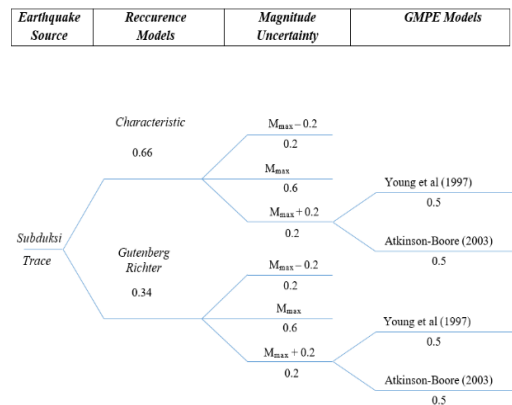 Earthquake Source
Reccurence Models
Magnitude Uncertainty
GMPE Models
Characteristic
0.66
Mmax – 0.2
0.2
Mmax
0.6
Mmax + 0.2
0.2
Young et al (1997)
0.5
Atkinson-Boore (2003)
0.5
Subduksi
Trace
Gutenberg
Richter
0.34
Mmax – 0.2
0.2
Mmax
0.6
Mmax + 0.2
0.2
Young et al (1997)
0.5
Atkinson-Boore (2003)
0.5